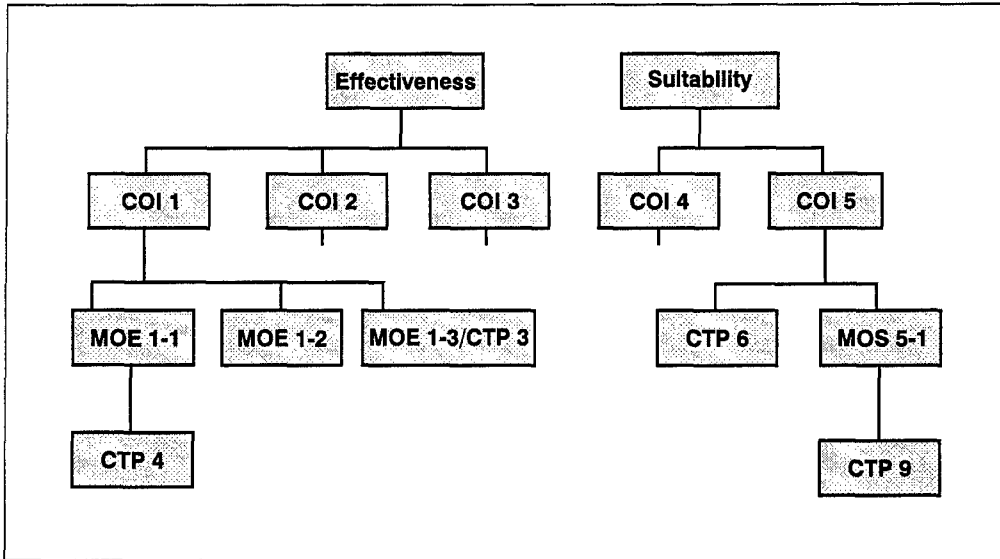 Effectiveness
Suitability
COI 1
COI 2
COI 3
COI 4
COI 5
MOE 1-1
MOE 1-2
MOE 1-3/CTP 3
CTP 6
MOS 5-1
CTP 4
CTP 9